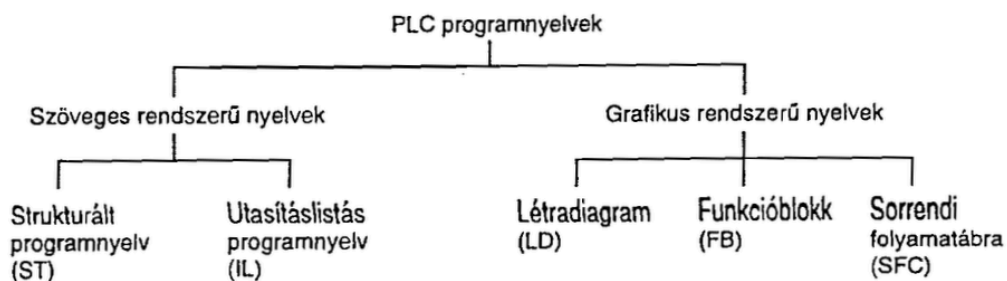 PLC programnyelvek
Szöveges rendszerű nyelvek
Grafikus rendszerű nyelvek
Strukturált
programnyelv
(ST)
Utasításlistás
programnyelv
(IL)
Létradiagram
(LD)
Funkcióblokk
(FB)
Sorrendi
folyamatábra
(SFC)